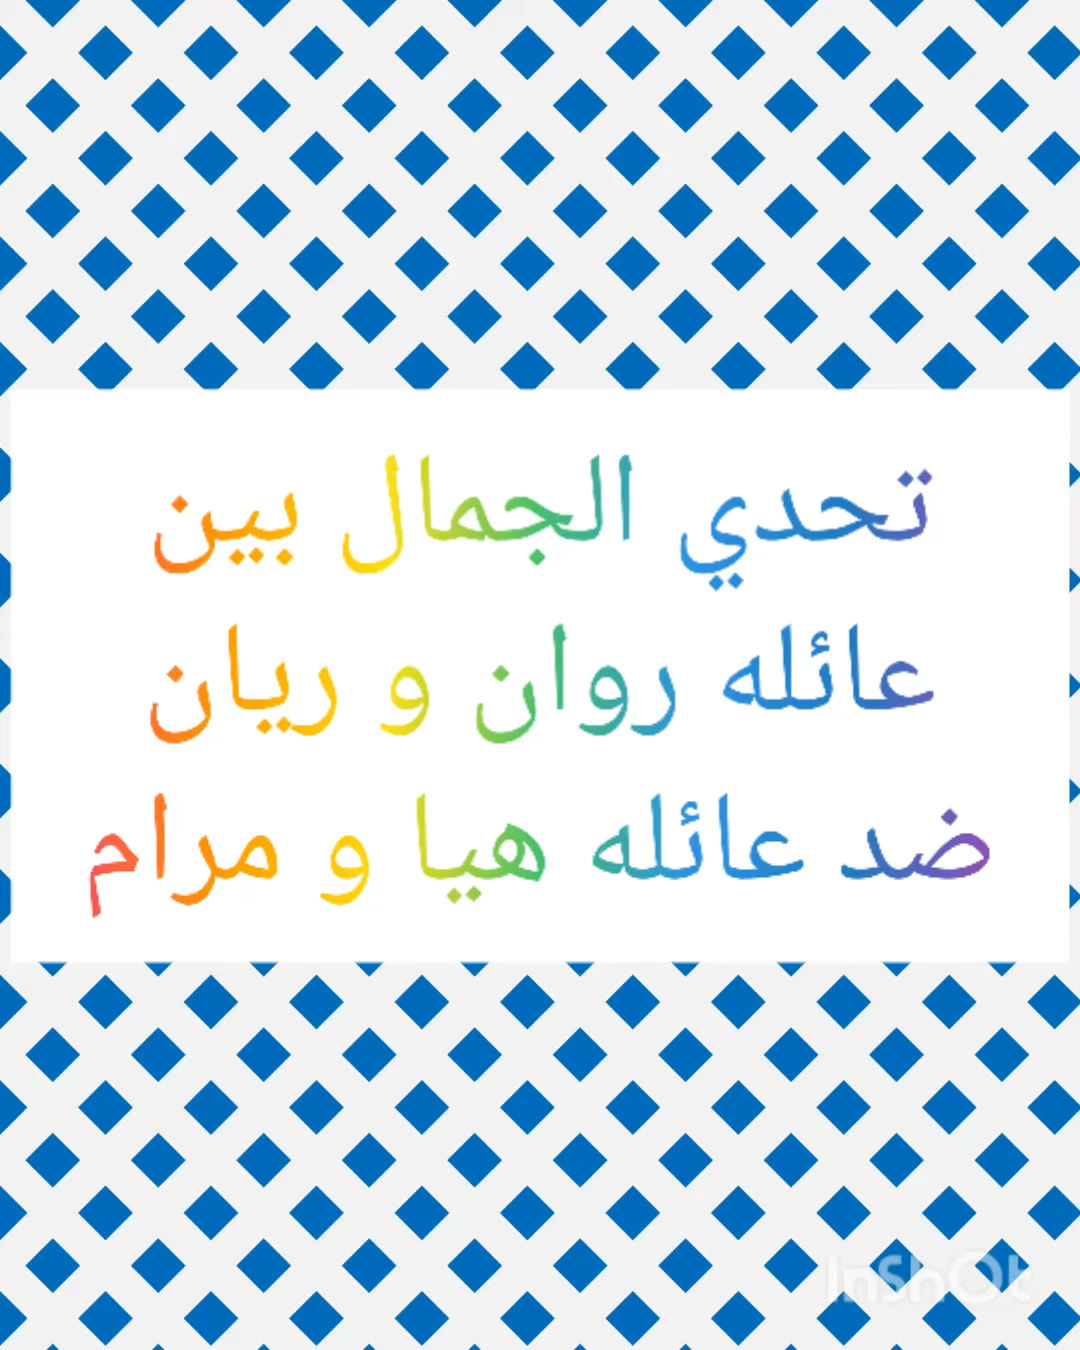 تحدي الجمال بين
عائله روان و ريان
ضد عائله هيا و مرام
InShOt